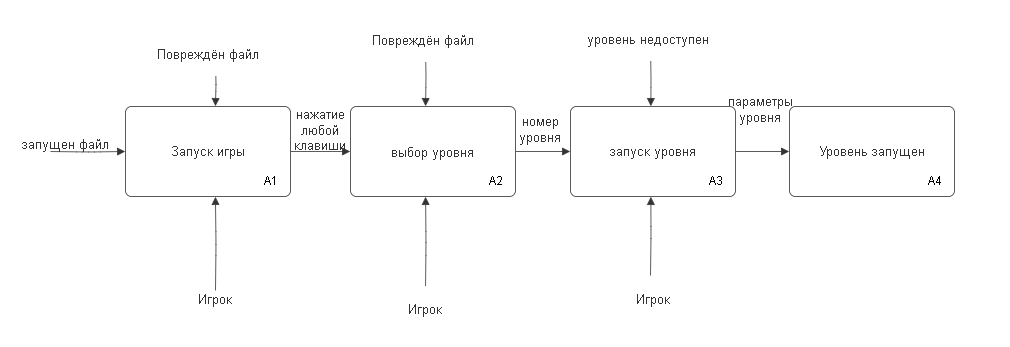 Повреждён файл
Повреждён файл
уровень недоступен
запущен файл
Запуск игры
A1
нажатие
любой
клавиши
выбор уровня
A2
номер
уровня
запуск уровня
A3
параметры
уровня
Уровень запущен
A4
Игрок
Игрок
Игрок